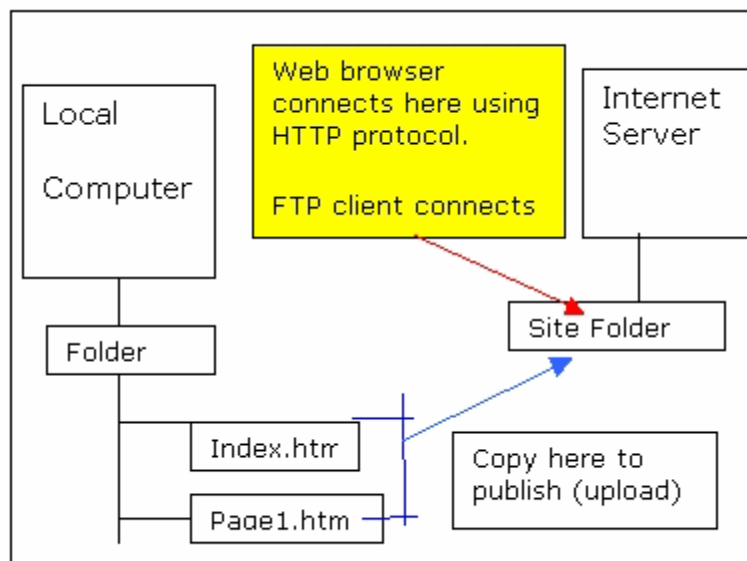 Local
Computer
Web browser
connects here using
HTTP protocol.
FTP client connects
Internet
Server
Folder
Site Folder
Index.htm
Page1.htm
Copy here to
publish (upload)